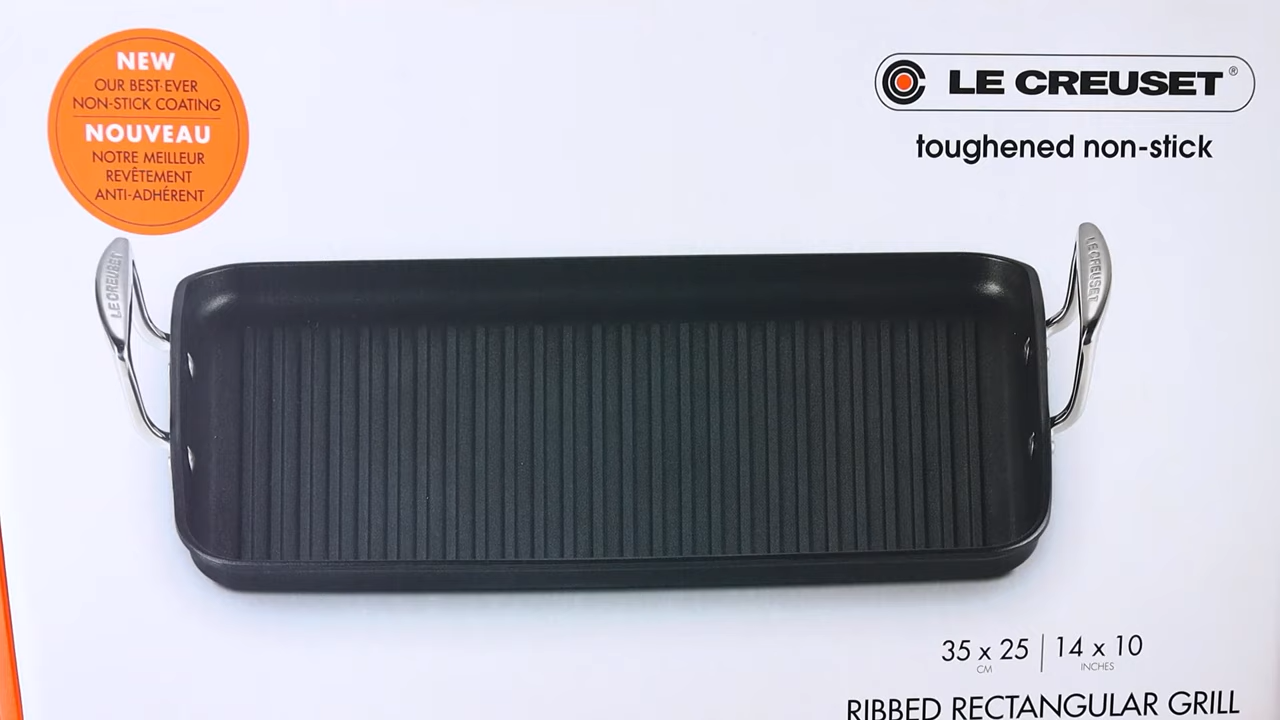 NEW
OUR BEST-EVER
NON-STICK COATING
NOUVEAU
NOTRE MEILLEUR
REVÊTEMENT
ANTI-ADHÉRENT
LE CREUSET®
toughened non-stick
LE CREUSET
LE CREUSET
35 x 25 | 14 x 10
CM INCHES
RIBBED RECTANGULAR GRILL